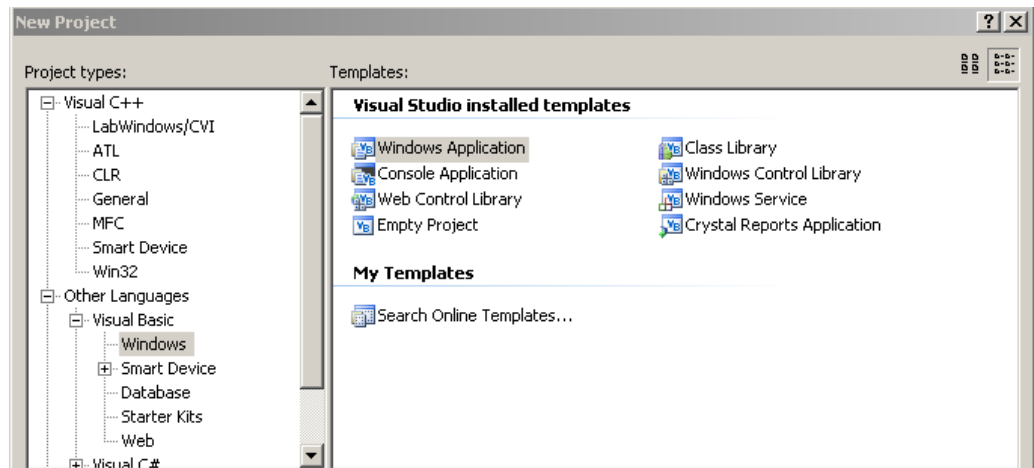 New Project
Project types:
Visual C++
LabWindows/CVI
ATL
CLR
General
MFC
Smart Device
Win32
Other Languages
Visual Basic
Windows
Smart Device
Database
Starter Kits
Web
Visual C#
Templates:
Visual Studio installed templates
Windows Application
Console Application
Web Control Library
Empty Project
Class Library
Windows Control Library
Windows Service
Crystal Reports Application
My Templates
Search Online Templates...